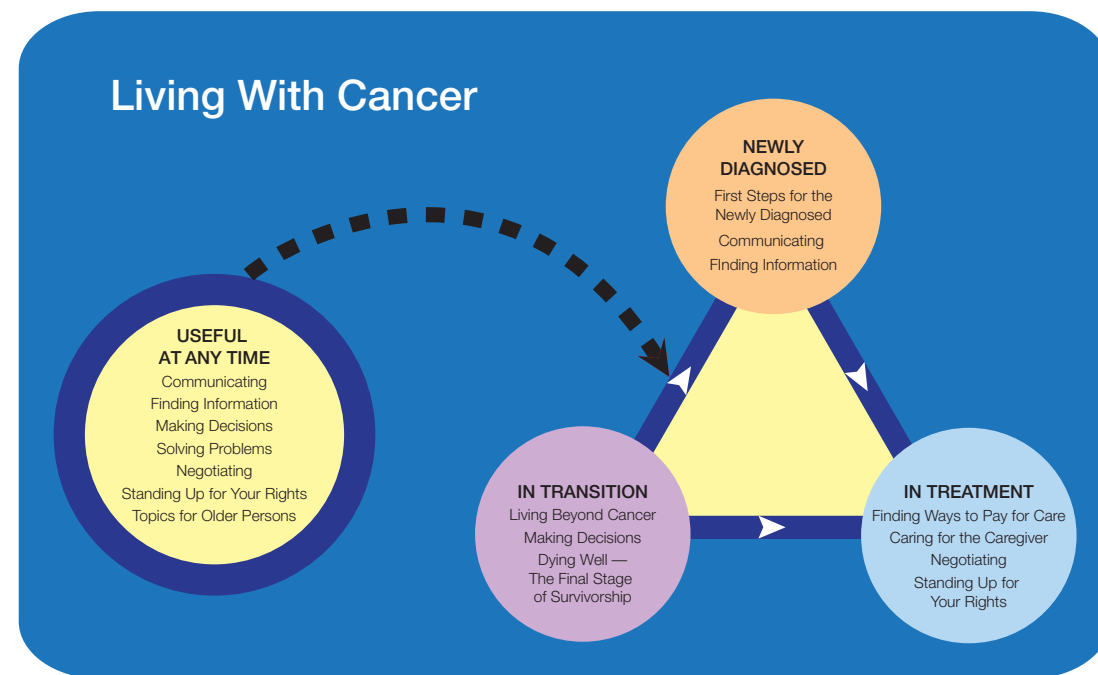 Living With Cancer
NEWLY
DIAGNOSED
First Steps for the
Newly Diagnosed
Communicating
FInding Information
USEFUL
AT ANY TIME
Communicating
Finding Information
Making Decisions
Solving Problems
Negotiating
Standing Up for Your Rights
Topics for Older Persons
IN TRANSITION
Living Beyond Cancer
Making Decisions
Dying Well —
The Final Stage
of Survivorship
IN TREATMENT
Finding Ways to Pay for Care
Caring for the Caregiver
Negotiating
Standing Up for
Your Rights